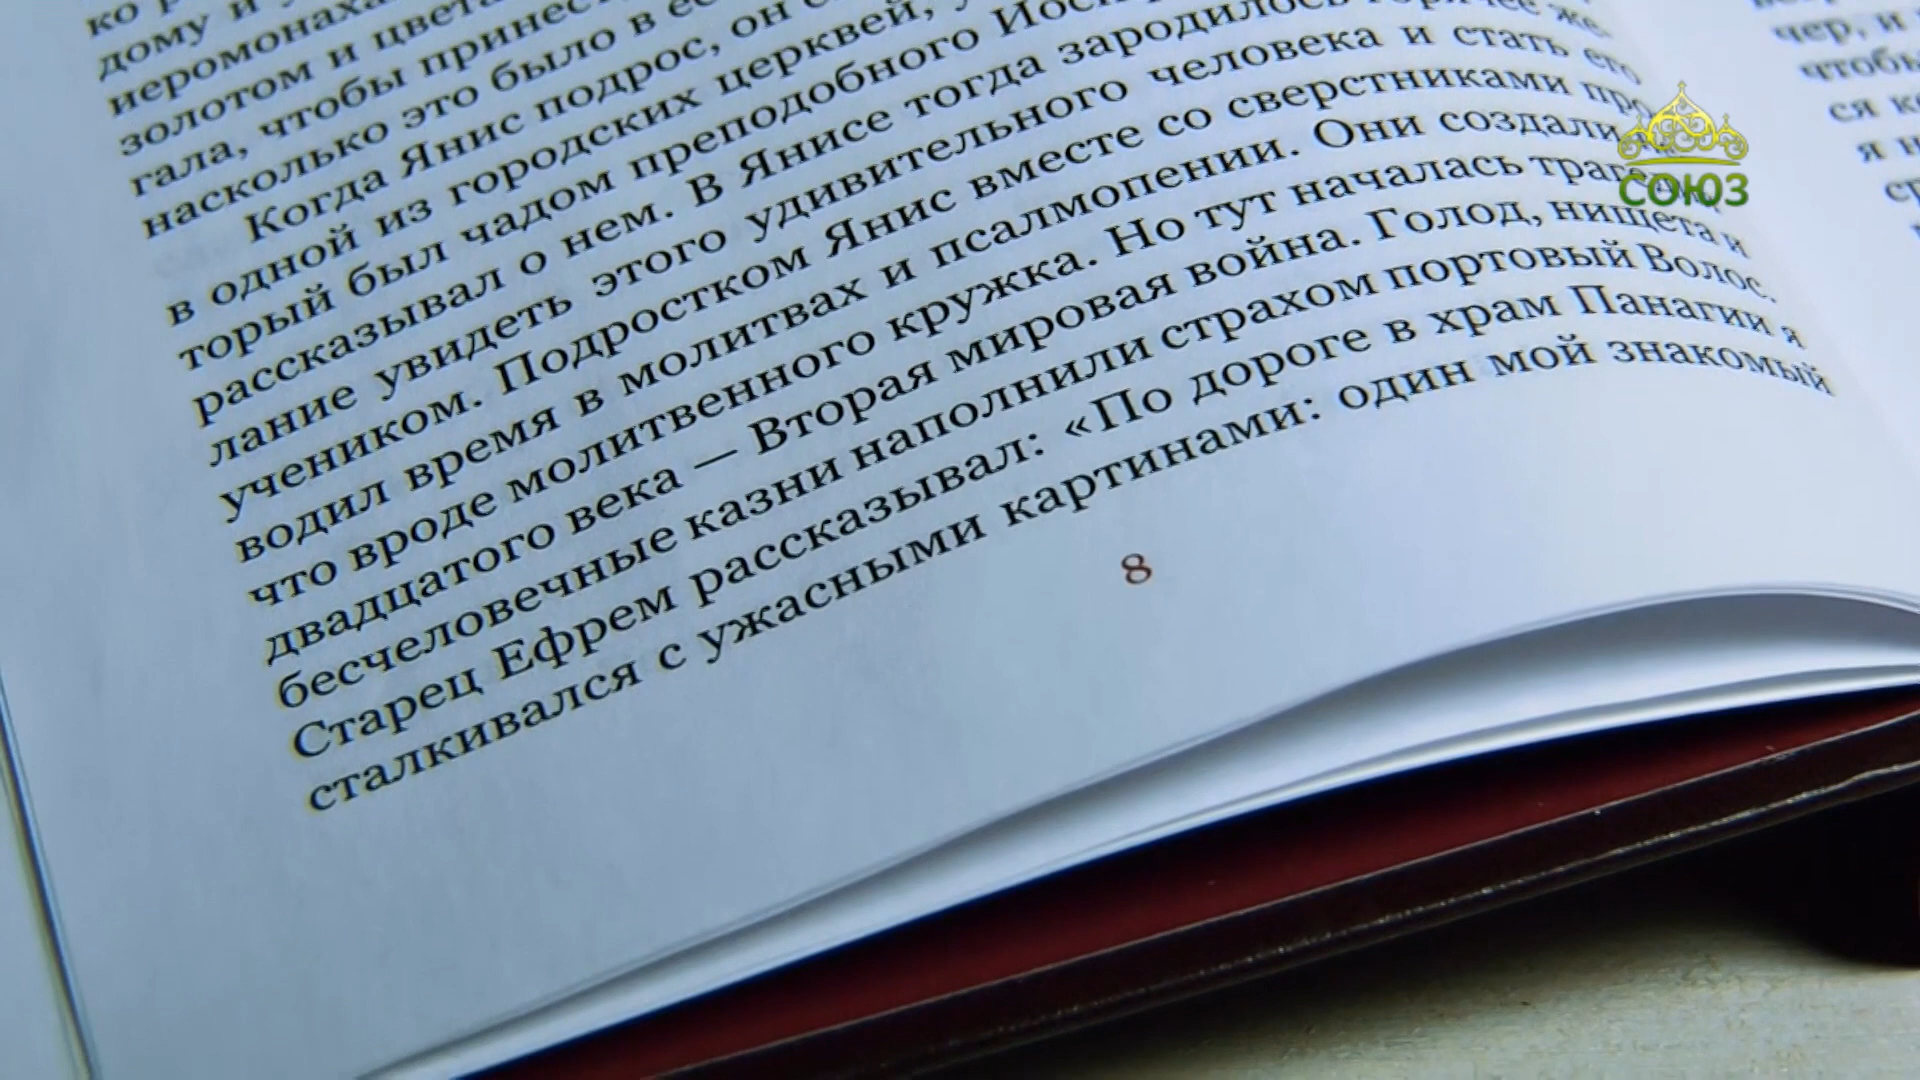 дому и
иеромонаха
золотом и цвета
гала, чтобы принес
насколько это было в
Когда Янис подрос, он
в одной из городских церквей,
торый был чадом преподобного Иоси
рассказывал о нем. В Янисе тогда зародилось горячее же-
лание увидеть этого удивительного человека и стать его
учеником. Подростком Янис вместе со сверстниками про-
водил время в молитвах и псалмопении. Они создали
что вроде молитвенного кружка. Но тут началась трагедия
двадцатого века — Вторая мировая война. Голод, нищета и
бесчеловечные казни наполнили страхом портовый Волос.
Старец Ефрем рассказывал: «По дороге в храм Панагии я
сталкивался с ужасными картинами: один мой знакомый
8
чер, и
чтобы
ся
я
СОЮЗ